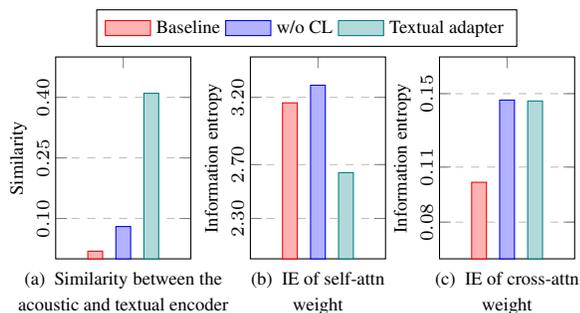 Baseline w/o CL Textual adapter
Similarity
0.40
0.25
0.10
Information entropy
3.20
2.70
2.30
Information entropy
0.15
0.11
0.08
(a) Similarity between the
acoustic and textual encoder
(b) IE of self-attn
weight
(c) IE of cross-attn
weight